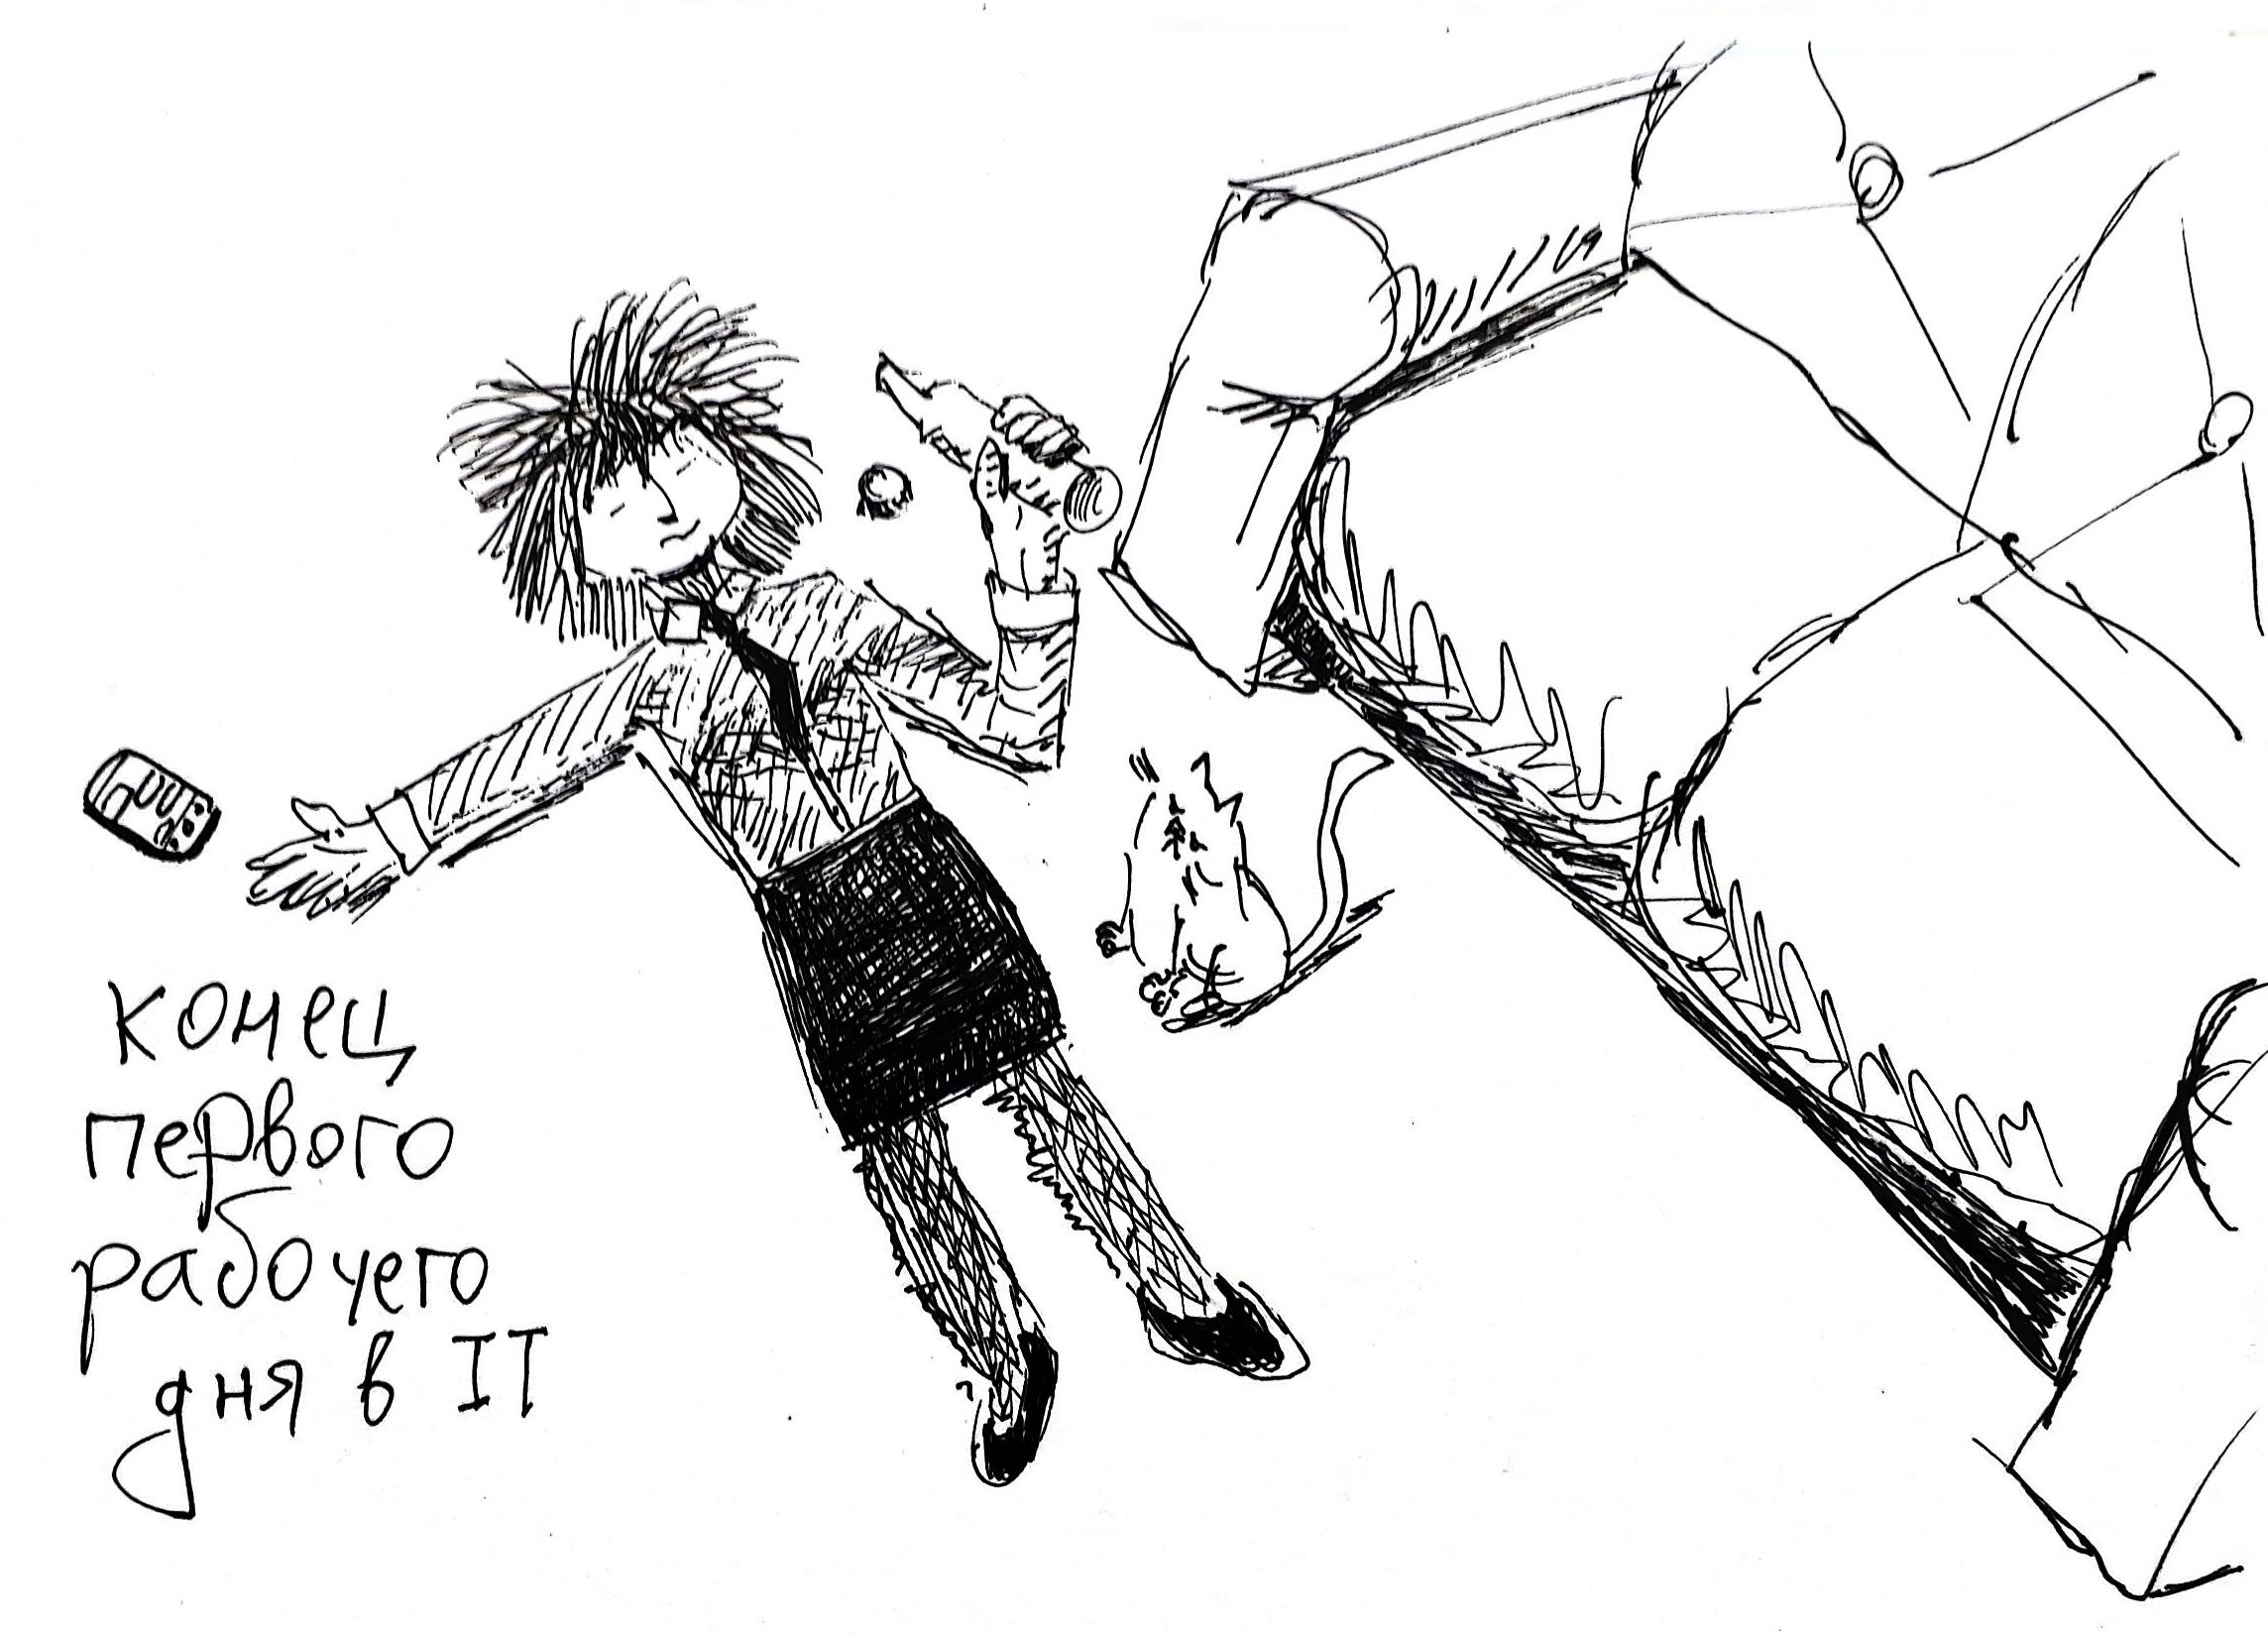 конец
первого
рабочего
дня в IT